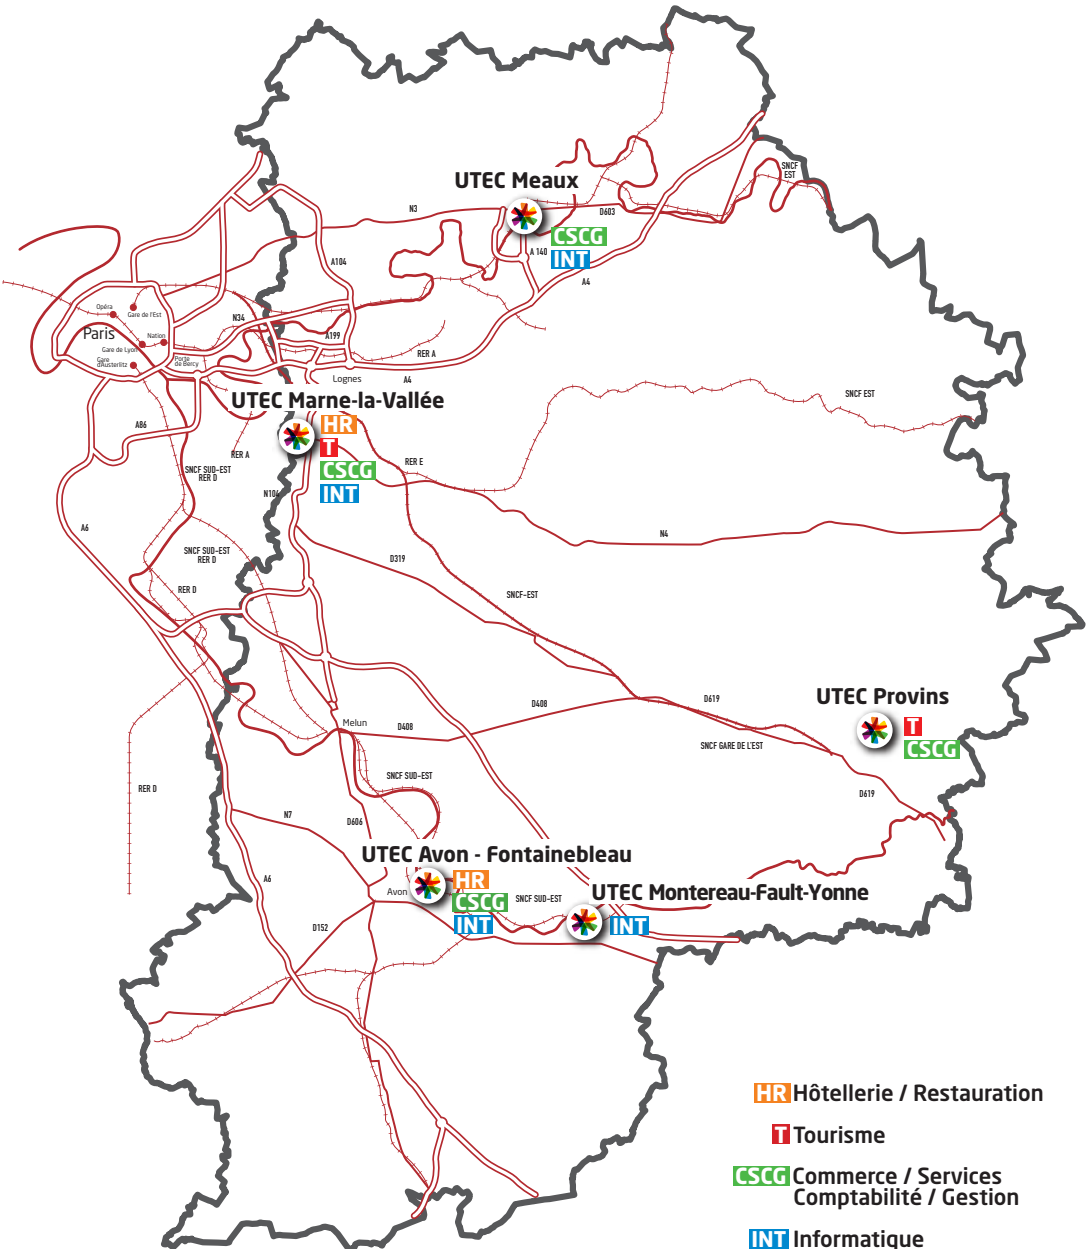 UTEC Meaux
SNCF
EST
N3
D603
CSCG
A 140
INT
A104
A4
Opéra
Gare de l'Est
N34
Paris
Nation
A199
Gare de Lyon
RER A
Gare
d'Austerlitz
Porte
de Bercy
Lognes
A4
UTEC Marne-la-Vallée
SNCF EST
HR
A86
T
RER A
RER E
SNCF SUD-EST
RER D
CSCG
N104
INT
A6
N4
SNCF SUD-EST
RER D
D319
RER D
SNCF-EST
UTEC Provins
D619
D408
T
Melun
D408
SNCF GARE DE L'EST
CSCG
SNCF SUD-EST
RER D
D619
N7
D606
UTEC Avon - Fontainebleau
A6
HR
Avon
UTEC Montereau-Fault-Yonne
CSCG
SNCF SUD-EST
D152
INT
INT
HR Hôtellerie / Restauration
T Tourisme
CSCG Commerce / Services
Comptabilité / Gestion
INT Informatique